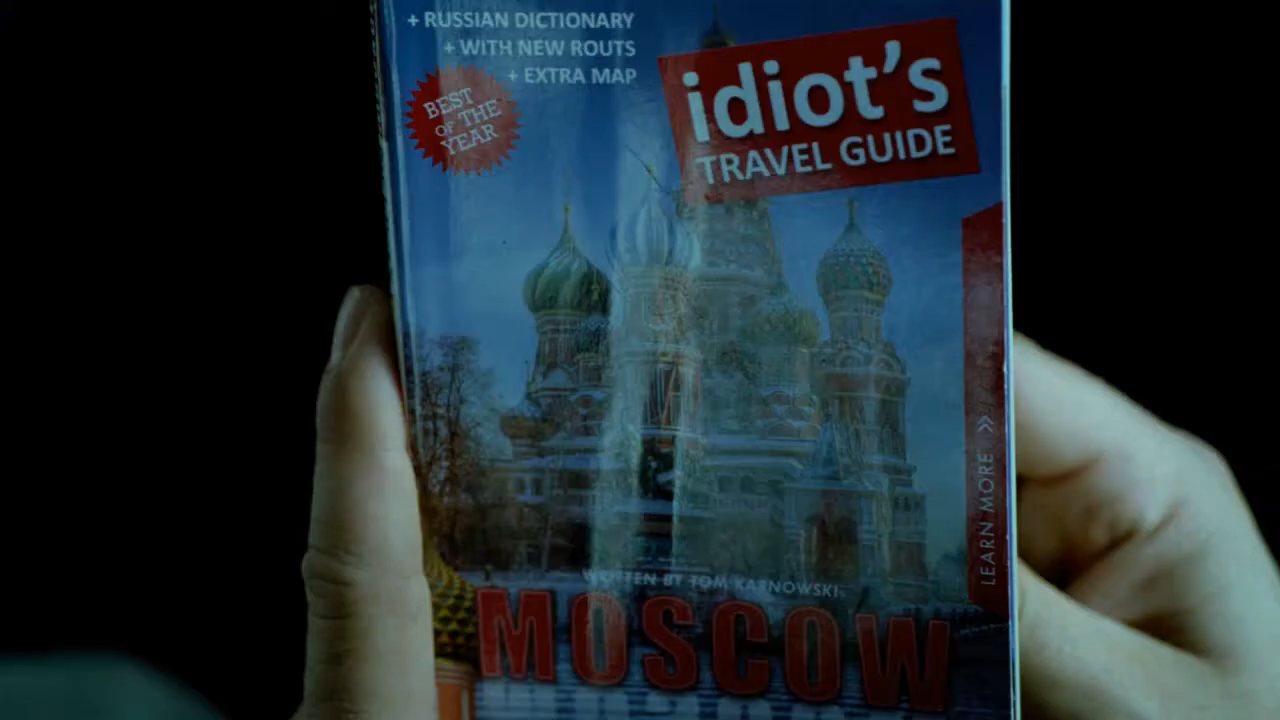 + RUSSIAN DICTIONARY
+ WITH NEW ROUTS
+ EXTRA MAP
BEST
OF THE
YEAR
idiot's
TRAVEL GUIDE
LEARN MORE >>
WRITTEN BY TOM KARNOWSKI
MOSCOW